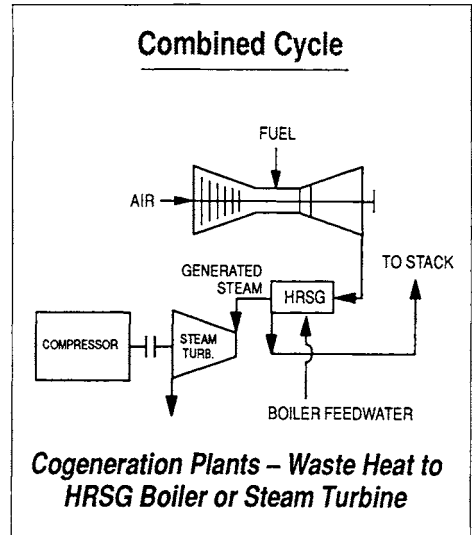 Combined Cycle
FUEL
AIR
TO STACK
GENERATED
STEAM
HRSG
COMPRESSOR
STEAM
TURB.
BOILER FEEDWATER
Cogeneration Plants – Waste Heat to
HRSG Boiler or Steam Turbine